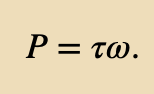 P = τω.